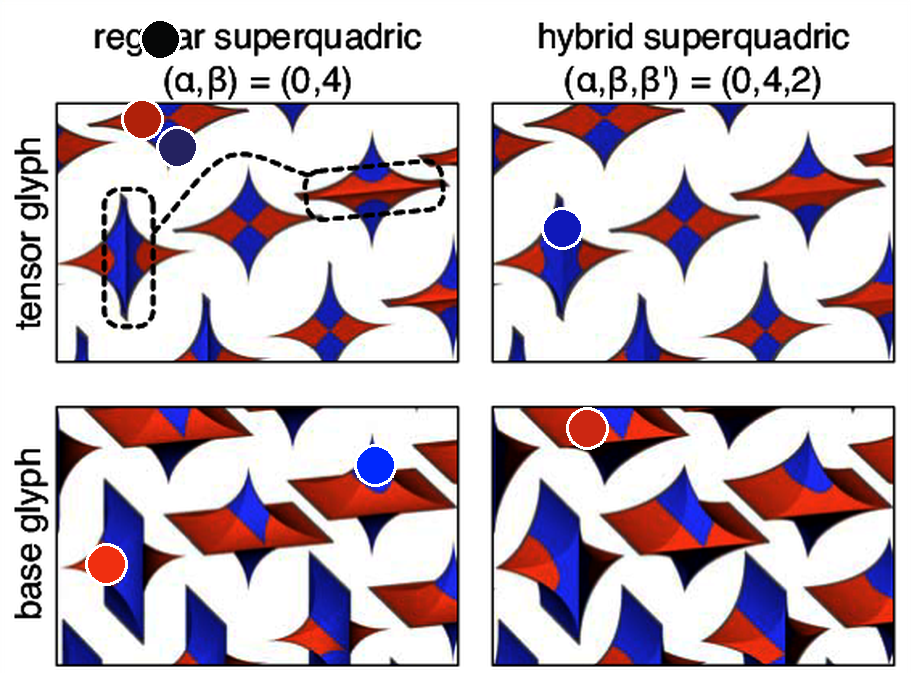 superquadric
(α,β) = (0,4)
hybrid superquadric
(α,β,β') = (0,4,2)
tensor glyph
base glyph